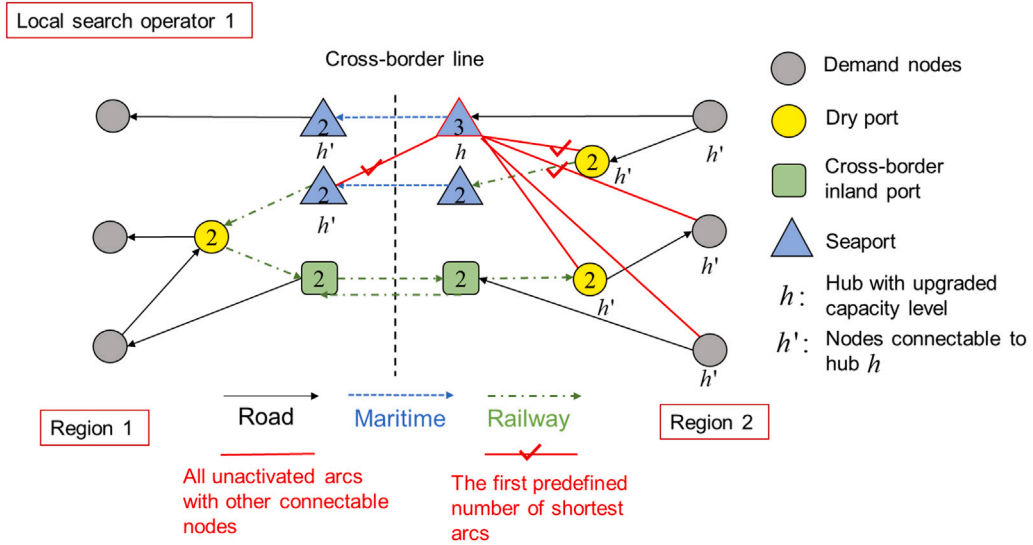 Local search operator 1
Cross-border line
Demand nodes
Dry port
Cross-border
inland port
Seaport
h: Hub with upgraded
capacity level
h': Nodes connectable to
hub h
2
h'
3
h
h'
2
h'
2
h'
2
2
h'
2
2
2
h'
h'
Region 1
Road
Maritime
Railway
Region 2
All unactivated arcs
with other connectable
nodes
The first predefined
number of shortest
arcs